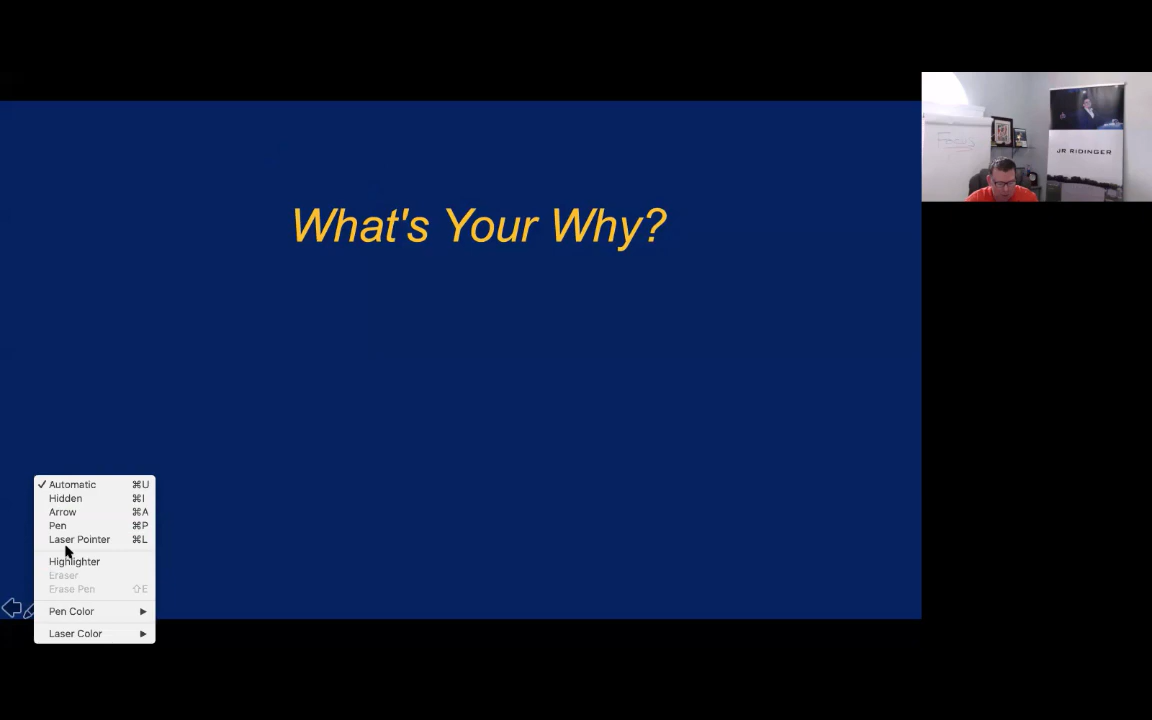 What's Your Why?
Focus
JR RIDINGER
✓ Automatic ⌘U
Hidden ⌘I
Arrow ⌘A
Pen ⌘P
Laser Pointer ⌘L
Highlighter
Eraser
Erase Pen ⇧E
Pen Color ▶
Laser Color ▶